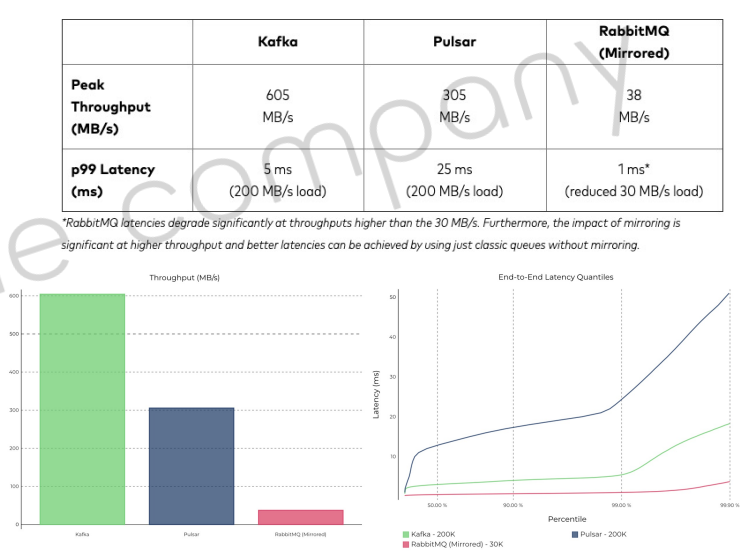 Kafka
Pulsar
RabbitMQ
(Mirrored)
Peak
Throughput
(MB/s)
605
MB/s
305
MB/s
38
MB/s
p99 Latency
(ms)
5 ms
(200 MB/s load)
25 ms
(200 MB/s load)
1 ms*
(reduced 30 MB/s load)
*RabbitMQ latencies degrade significantly at throughputs higher than the 30 MB/s. Furthermore, the impact of mirroring is
significant at higher throughput and better latencies can be achieved by using just classic queues without mirroring.
e company
Throughput (MB/s)
600
500
400
300
200
100
0
Kafka
Pulsar
RabbitMQ (Mirrored)
End-to-End Latency Quantiles
Latency (ms)
50
40
30
20
10
50.00 %
90.00 %
99.00 %
99.90 %
Percentile
Kafka - 200K
Pulsar - 200K
RabbitMQ (Mirrored) - 30K